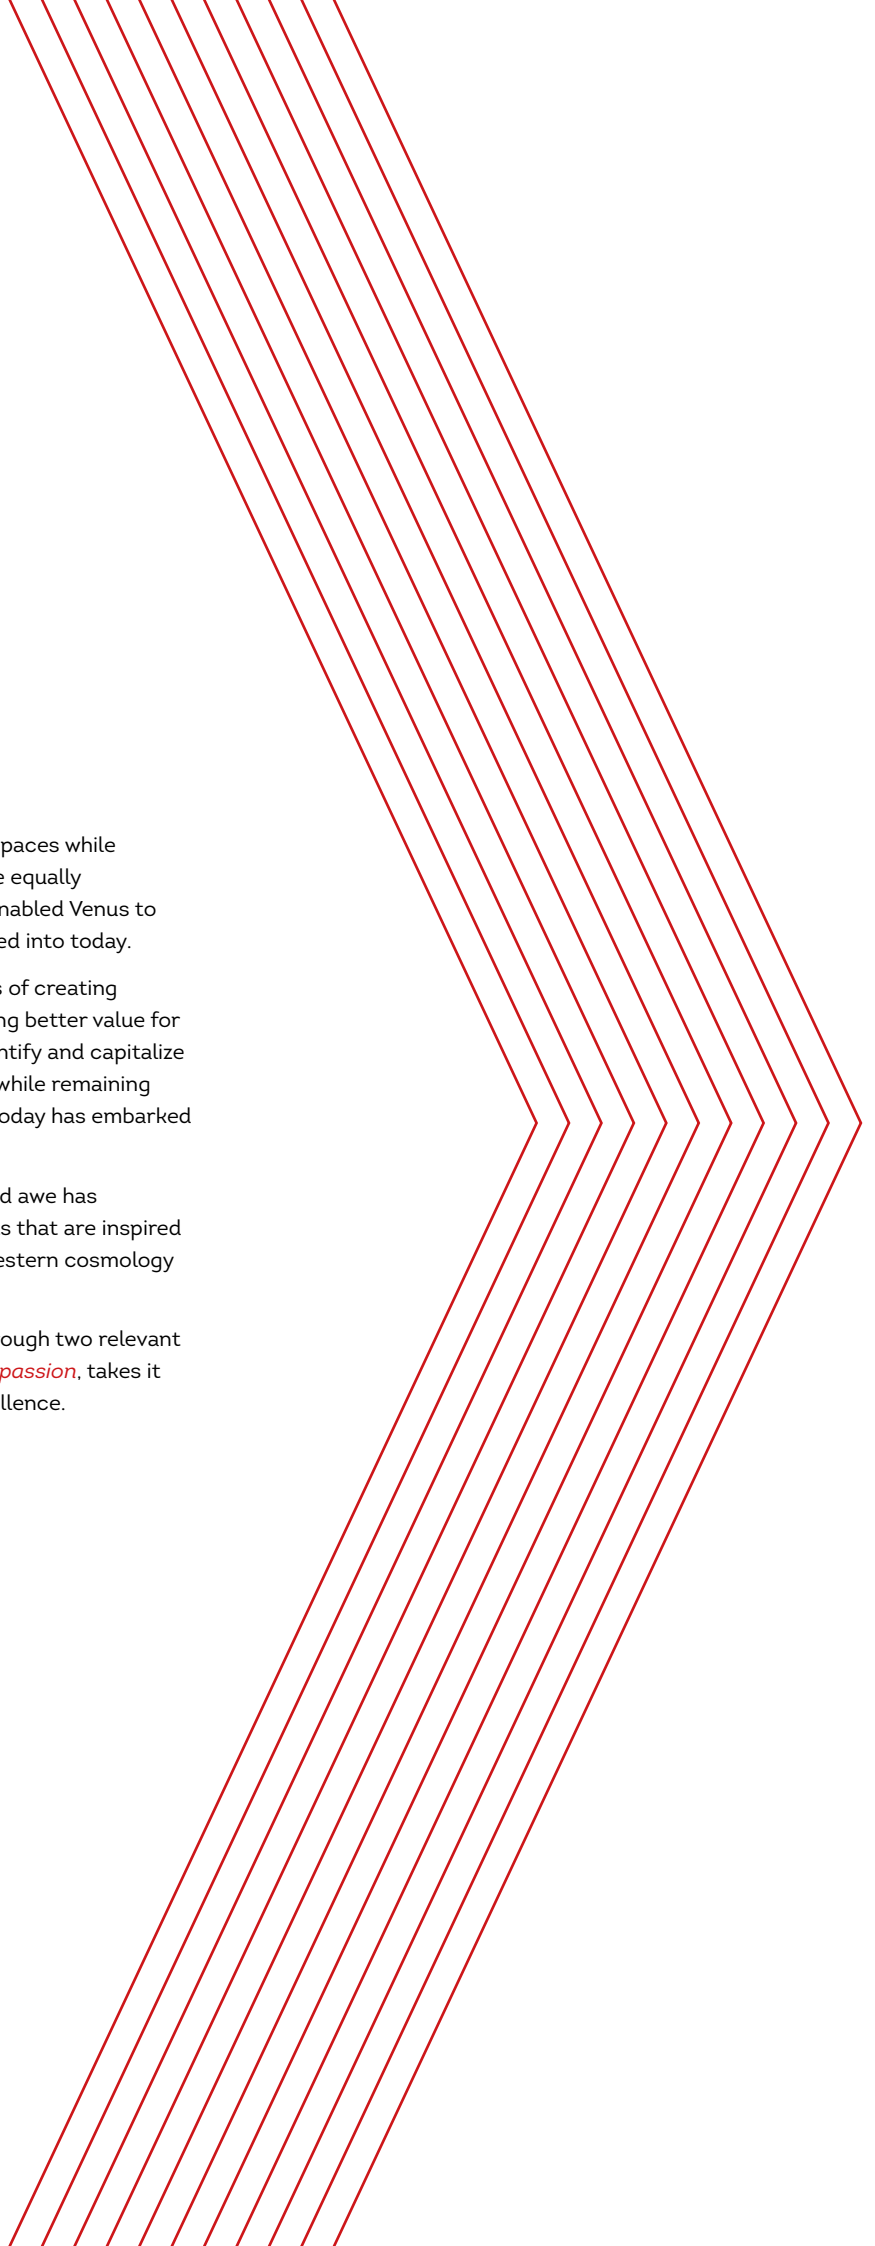 paces while
e equally
nabled Venus to
ed into today.
s of creating
ng better value for
ntify and capitalize
while remaining
oday has embarked
d awe has
s that are inspired
estern cosmology
ough two relevant
passion, takes it
llence.